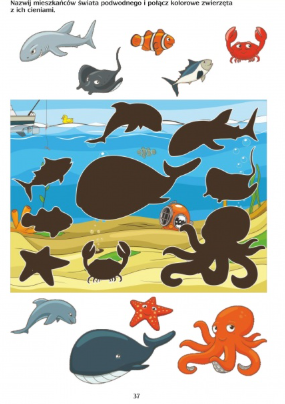 Nazwij mieszkańców świata podwodnego i połącz kolorowe zwierzęta
z ich cieniami.
37